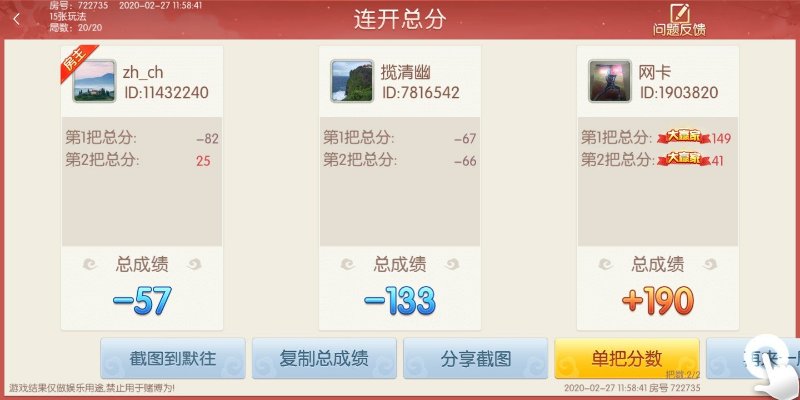 房号: 722735 2020-02-27 11:58:41
15张玩法
周数: 20/20
连开总分
问题反馈
房主
zh_ch
ID:11432240
第1把总分: -82
第2把总分: 25
总成绩
-57
揽清幽
ID:7816542
第1把总分: -67
第2把总分: -66
总成绩
-133
网卡
ID:1903820
第1把总分: 大赢家 149
第2把总分: 大赢家 41
总成绩
+190
截图到默往
复制总成绩
分享截图
单把分数
把数:2/2
再来一
游戏结果仅做娱乐用途,禁止用于赌博为!
2020-02-27 11:58:41 房号 722735